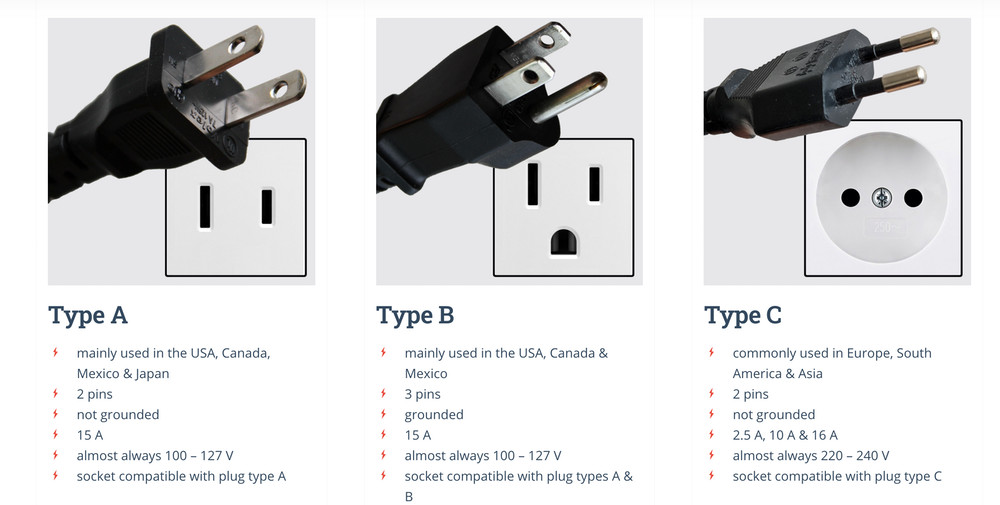 Type A
mainly used in the USA, Canada,
Mexico & Japan
2 pins
not grounded
15 A
almost always 100 – 127 V
socket compatible with plug type A
Type B
mainly used in the USA, Canada &
Mexico
3 pins
grounded
15 A
almost always 100 – 127 V
socket compatible with plug types A &
B
Type C
commonly used in Europe, South
America & Asia
2 pins
not grounded
2.5 A, 10 A & 16 A
almost always 220 – 240 V
socket compatible with plug type C